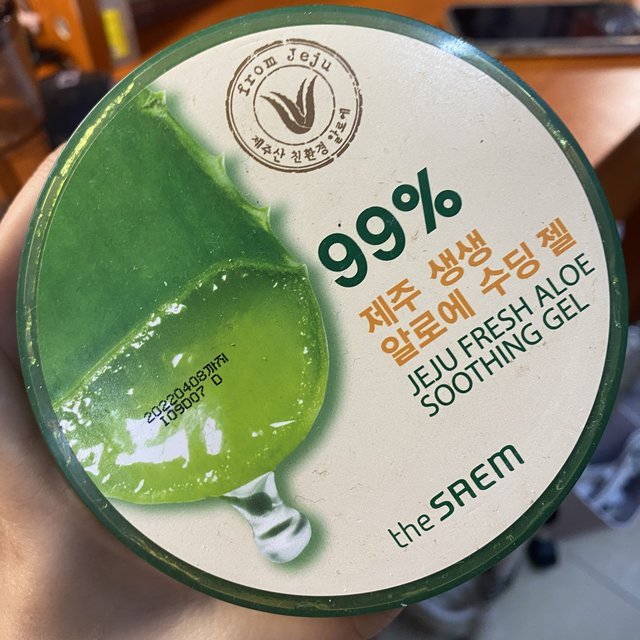 from Jeju
제주산 친환경 알로에
99%
제주 생생
알로에 수딩 젤
JEJU FRESH ALOE
SOOTHING GEL
20220408까지
I09D07 D
the SAEM